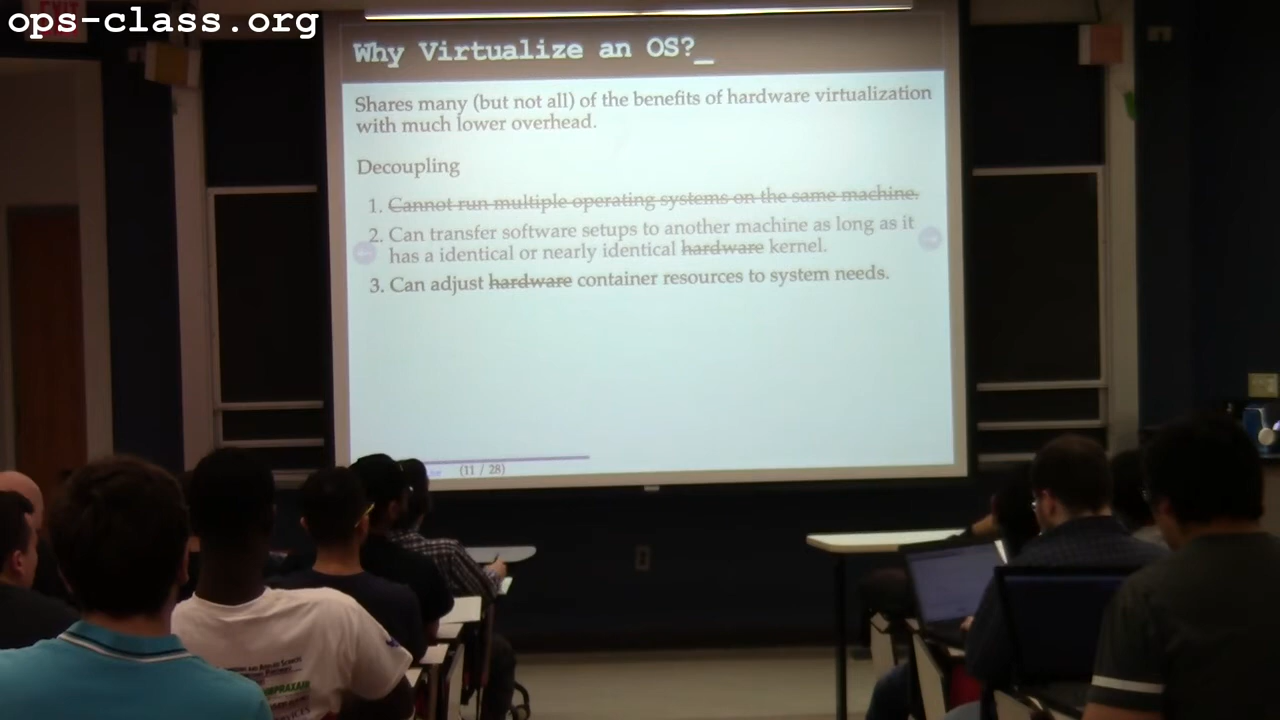 EXIT
ops-class.org
Why Virtualize an OS?_
Shares many (but not all) of the benefits of hardware virtualization
with much lower overhead.
Decoupling
1. Cannot run multiple operating systems on the same machine.
2. Can transfer software setups to another machine as long as it
has a identical or nearly identical hardware kernel.
3. Can adjust hardware container resources to system needs.
(11 / 28)
PRAXAIR